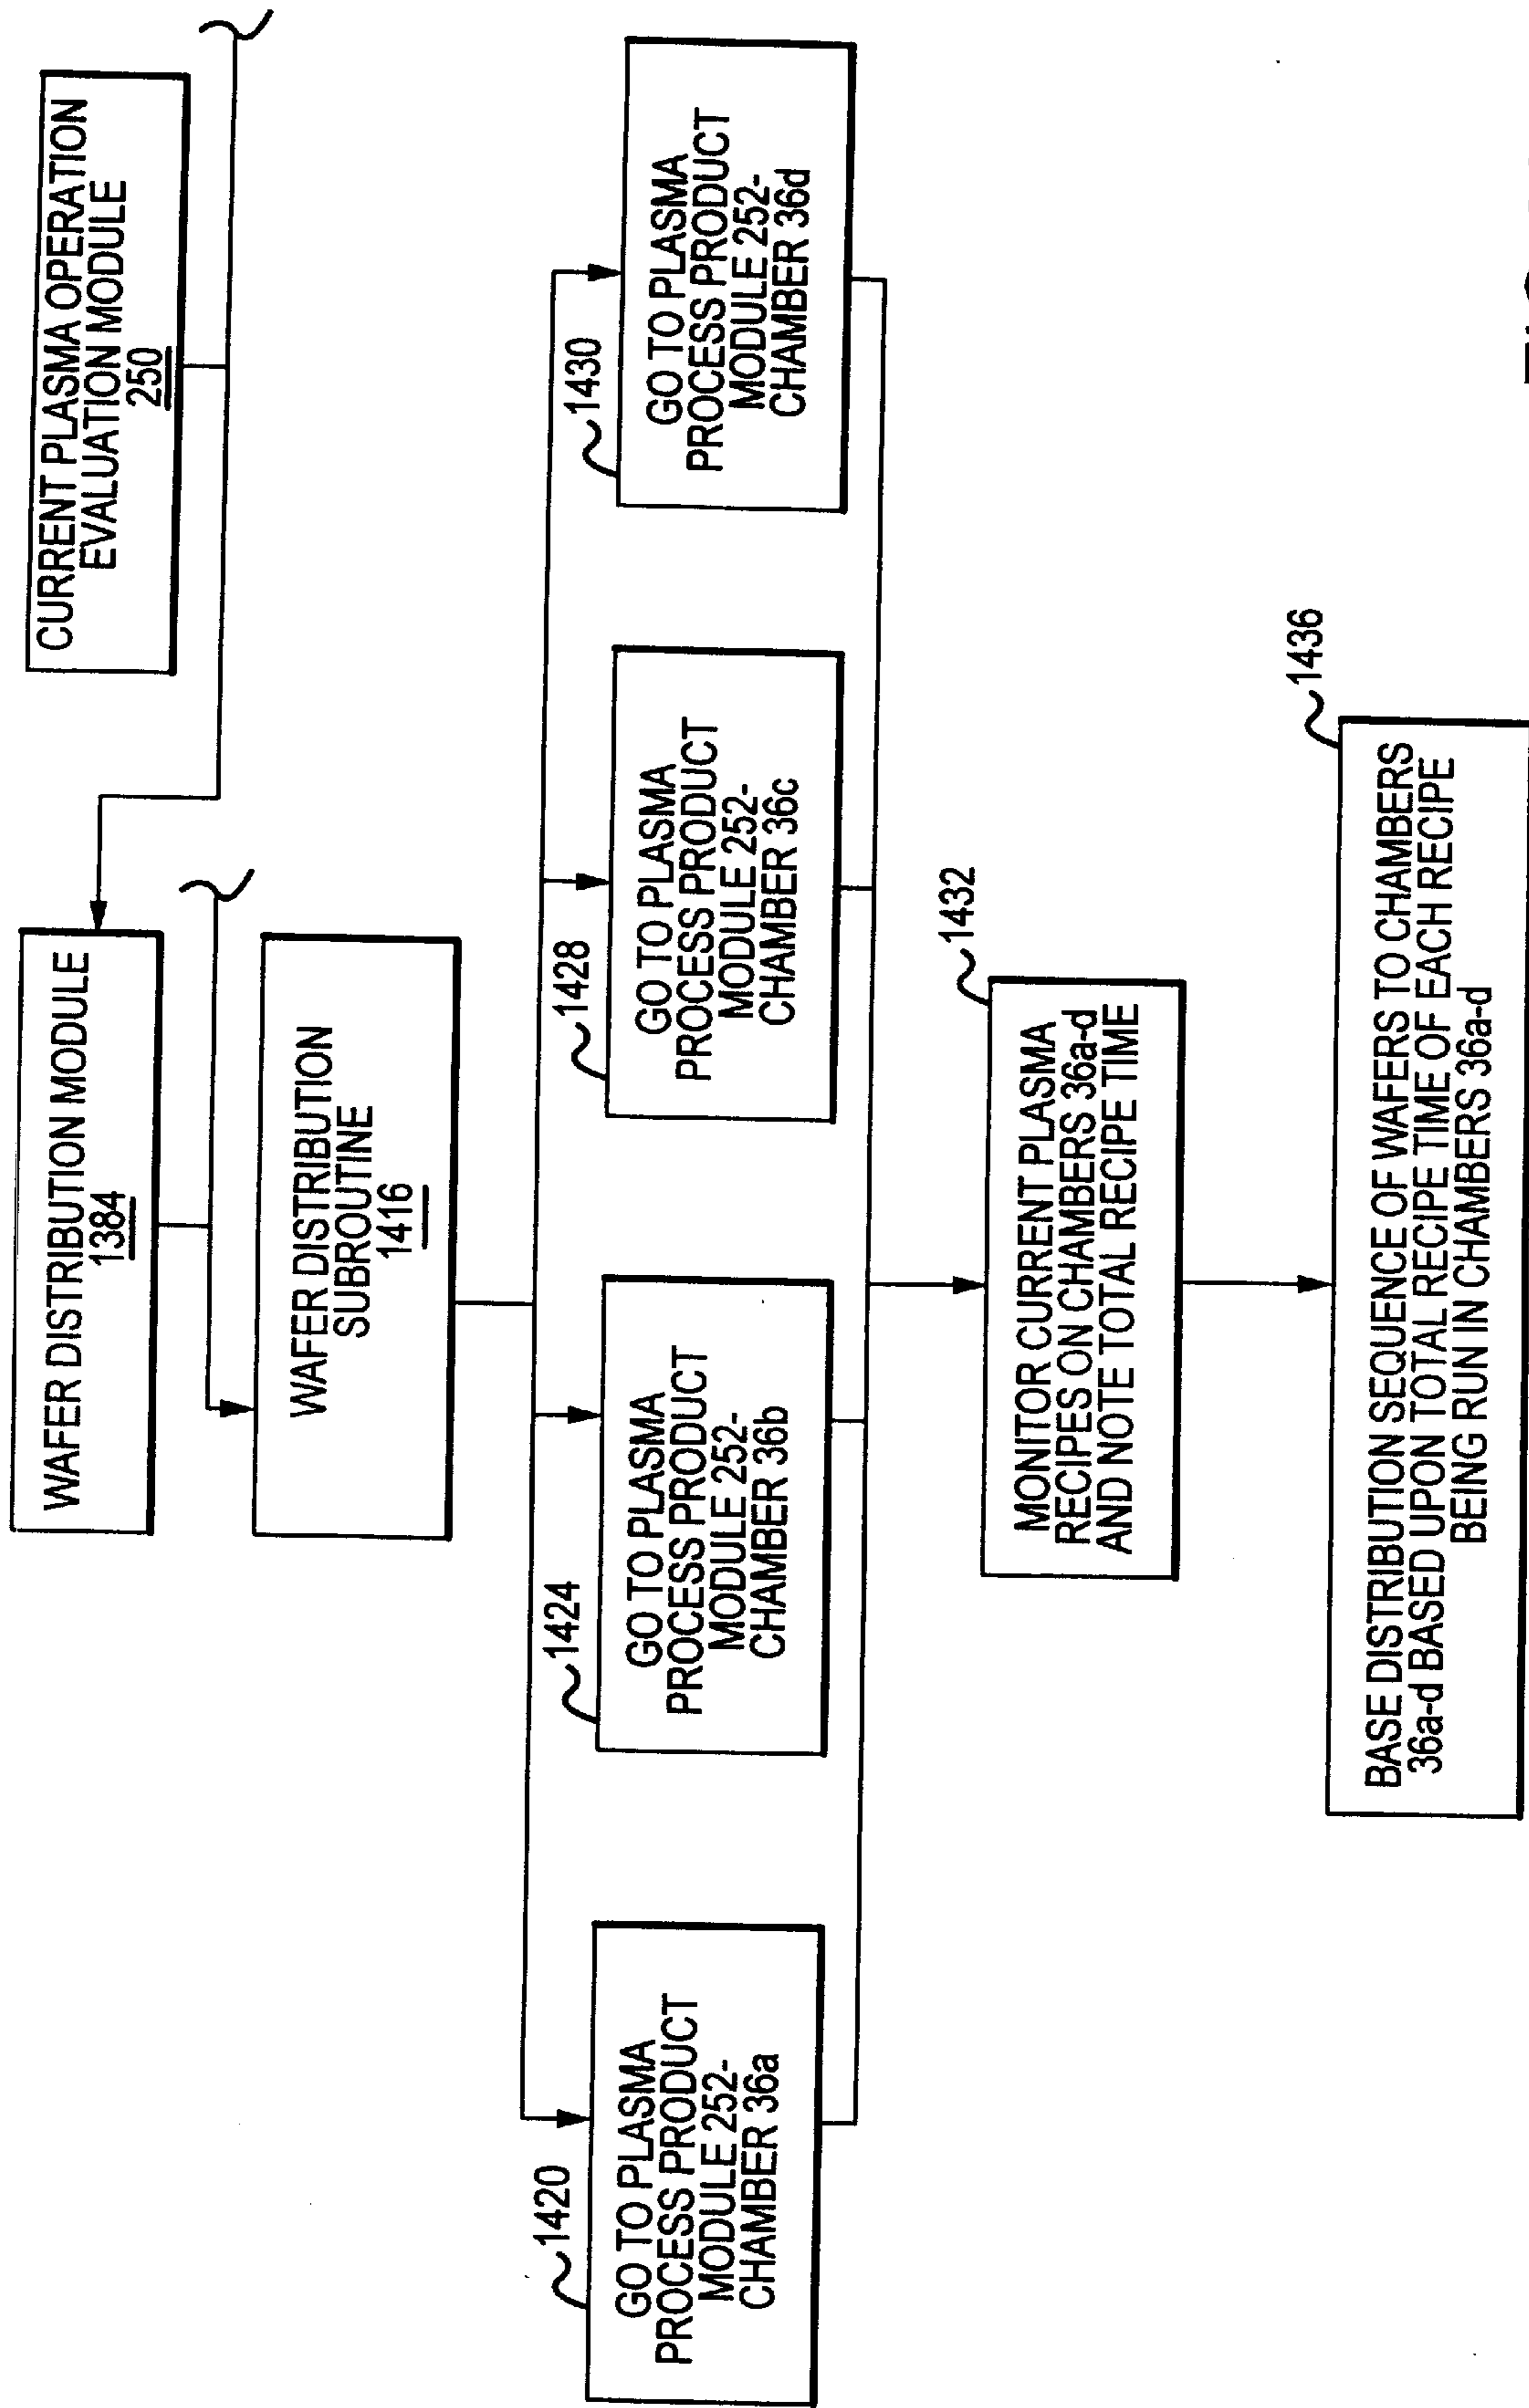 CURRENT PLASMA OPERATION
EVALUATION MODULE
250
WAFER DISTRIBUTION MODULE
1384
WAFER DISTRIBUTION
SUBROUTINE
1416
1420
GO TO PLASMA
PROCESS PRODUCT
MODULE 252-
CHAMBER 36a
1424
GO TO PLASMA
PROCESS PRODUCT
MODULE 252-
CHAMBER 36b
1428
GO TO PLASMA
PROCESS PRODUCT
MODULE 252-
CHAMBER 36c
1430
GO TO PLASMA
PROCESS PRODUCT
MODULE 252-
CHAMBER 36d
1432
MONITOR CURRENT PLASMA
RECIPES ON CHAMBERS 36a-d
AND NOTE TOTAL RECIPE TIME
1436
BASE DISTRIBUTION SEQUENCE OF WAFERS TO CHAMBERS
36a-d BASED UPON TOTAL RECIPE TIME OF EACH RECIPE
BEING RUN IN CHAMBERS 36a-d